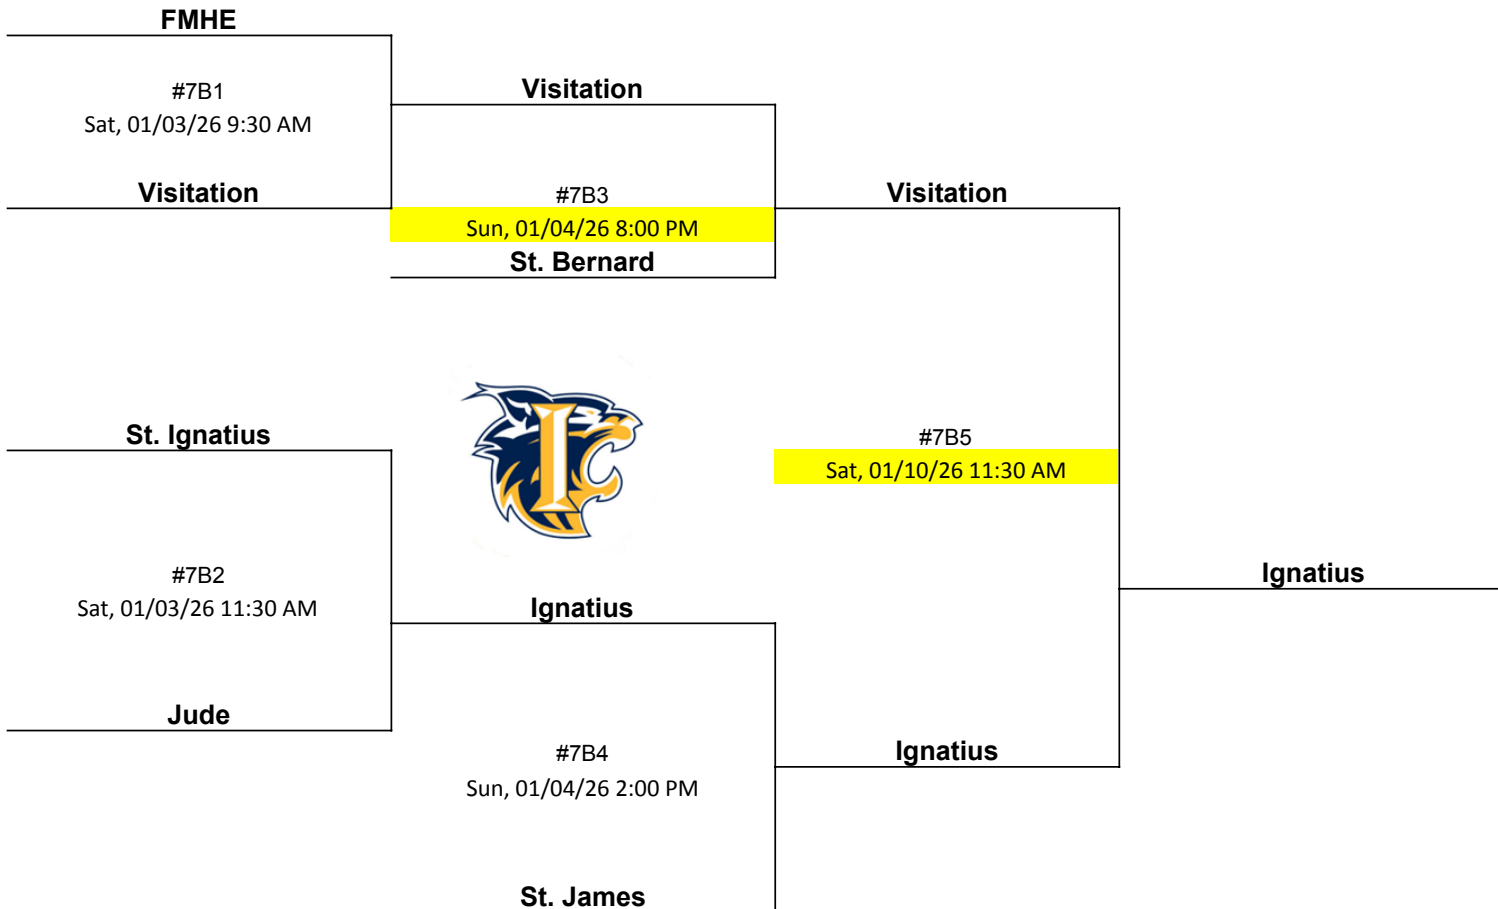 FMHE
#7B1
Sat, 01/03/26 9:30 AM
Visitation
Visitation
#7B3
Sun, 01/04/26 8:00 PM
St. Bernard
Visitation
St. Ignatius
#7B2
Sat, 01/03/26 11:30 AM
Jude
IC
Ignatius
#7B4
Sun, 01/04/26 2:00 PM
St. James
#7B5
Sat, 01/10/26 11:30 AM
Ignatius
Ignatius